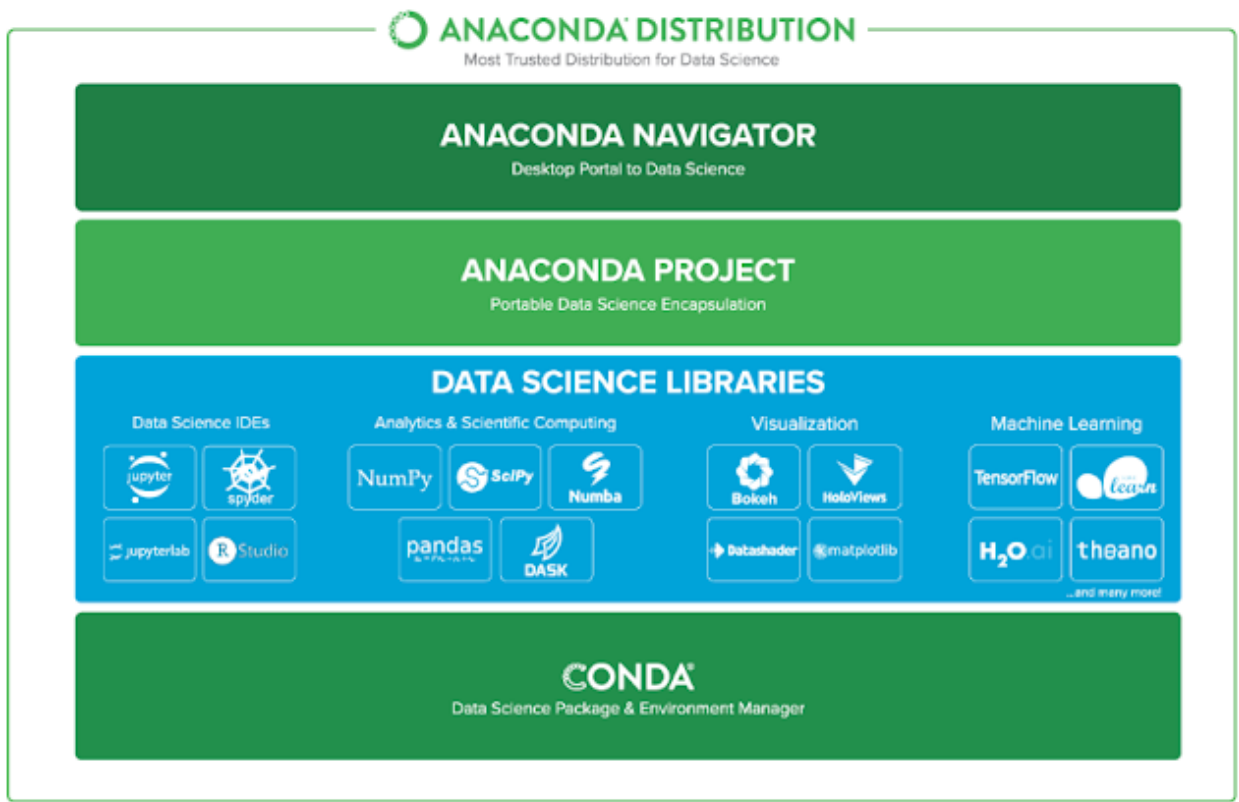 ANACONDA® DISTRIBUTION
Most Trusted Distribution for Data Science
ANACONDA NAVIGATOR
Desktop Portal to Data Science
ANACONDA PROJECT
Portable Data Science Encapsulation
DATA SCIENCE LIBRARIES
Data Science IDEs
jupyter
spyder
jupyterlab
R Studio
Analytics & Scientific Computing
NumPy
SciPy
Numba
pandas
DASK
Visualization
Bokeh
HoloViews
Datashader
matplotlib
Machine Learning
TensorFlow
learn
H₂O.ai
theano
...and many more!
CONDA®
Data Science Package & Environment Manager